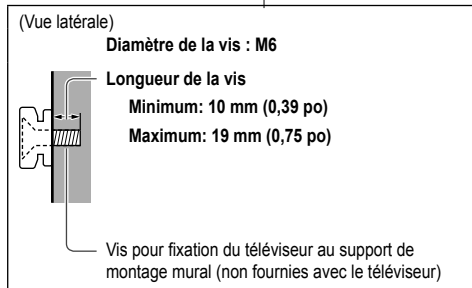 (Vue latérale)
Diamètre de la vis : M6
Longueur de la vis
Minimum: 10 mm (0,39 po)
Maximum: 19 mm (0,75 po)
Vis pour fixation du téléviseur au support de
montage mural (non fournies avec le téléviseur)